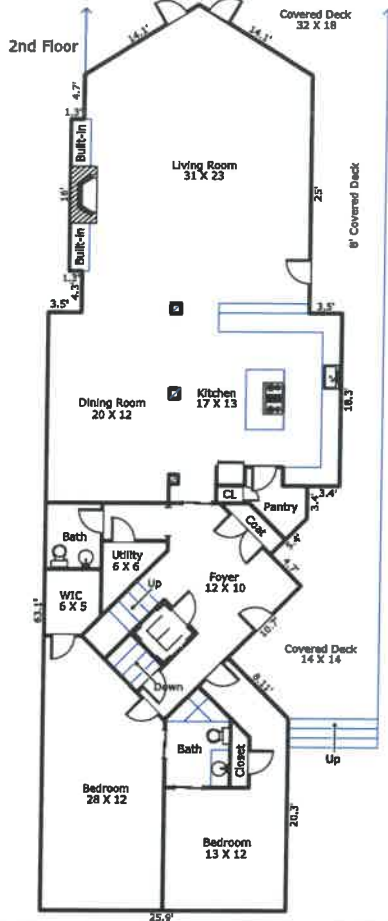 Covered Deck
32 X 18
2nd Floor
14.1'
14.1'
4.7'
1.3'
Built-in
Living Room
31 X 23
16'
25'
8' Covered Deck
Built-in
1.3'
4.3'
3.5'
3.5'
Kitchen
17 X 13
Dining Room
20 X 12
18.3'
3.4'
3.4'
CL
Pantry
Coat
Bath
Utility
6 X 6
4.7'
WIC
6 X 5
Up
Foyer
12 X 10
63.1'
10.7'
Covered Deck
14 X 14
Down
8.11'
Up
Bath
Closet
Bedroom
28 X 12
20.3'
Bedroom
13 X 12
25.9'